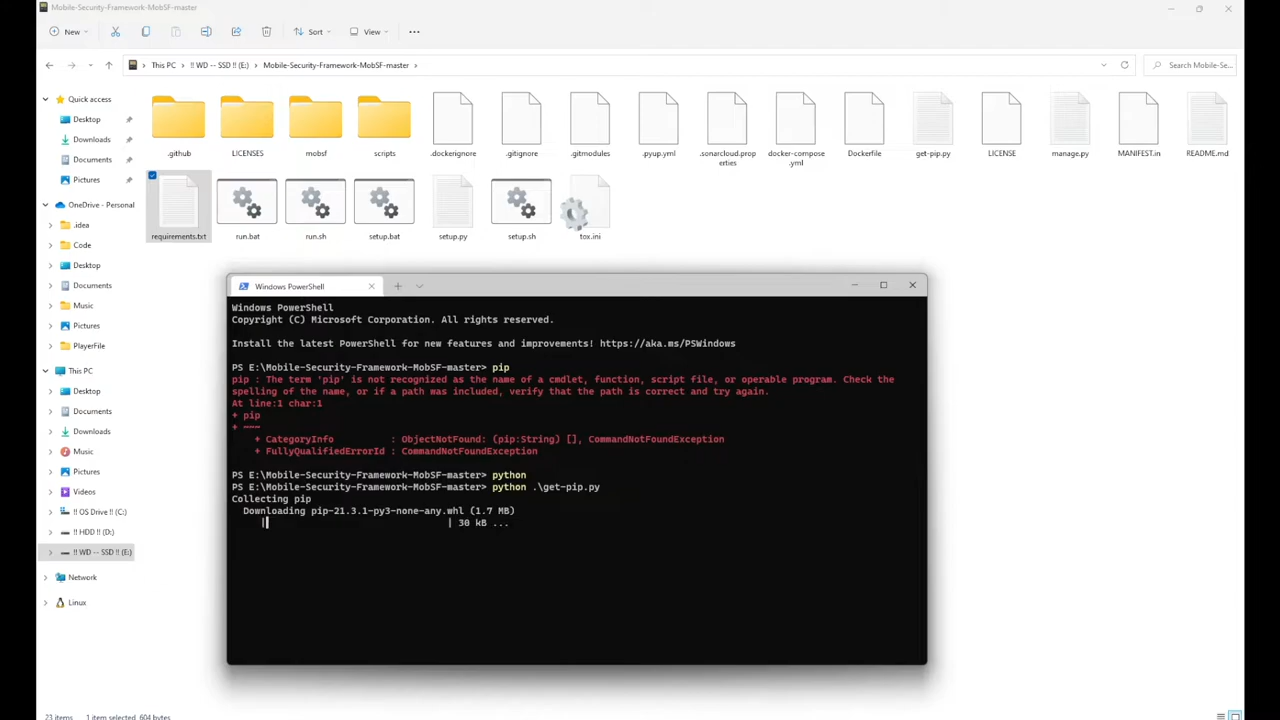 Mobile-Security-Framework-MobSF-master
New
Sort
View
This PC
!! WD -- SSD !! (E:)
Mobile-Security-Framework-MobSF-master
Search Mobile-Se...
Quick access
Desktop
Downloads
Documents
Pictures
OneDrive - Personal
.idea
Code
Desktop
Documents
Music
Pictures
PlayerFile
This PC
Desktop
Documents
Downloads
Music
Pictures
Videos
!! OS Drive !! (C:)
!! HDD !! (D:)
!! WD -- SSD !! (E:)
Network
Linux
.github
LICENSES
mobsf
scripts
.dockerignore
.gitignore
.gitmodules
.pyup.yml
.sonarcloud.prop
erties
docker-compose
.yml
Dockerfile
get-pip.py
LICENSE
manage.py
MANIFEST.in
README.md
requirements.txt
run.bat
run.sh
setup.bat
setup.py
setup.sh
tox.ini
Windows PowerShell
Windows PowerShell
Copyright (C) Microsoft Corporation. All rights reserved.
Install the latest PowerShell for new features and improvements! https://aka.ms/PSWindows
PS E:\Mobile-Security-Framework-MobSF-master> pip
pip : The term 'pip' is not recognized as the name of a cmdlet, function, script file, or operable program. Check the
spelling of the name, or if a path was included, verify that the path is correct and try again.
At line:1 char:1
+ pip
+ ~~~
+ CategoryInfo : ObjectNotFound: (pip:String) [], CommandNotFoundException
+ FullyQualifiedErrorId : CommandNotFoundException
PS E:\Mobile-Security-Framework-MobSF-master> python
PS E:\Mobile-Security-Framework-MobSF-master> python .\get-pip.py
Collecting pip
Downloading pip-21.3.1-py3-none-any.whl (1.7 MB)
| | 30 kB ...
23 items 1 item selected 604 bytes